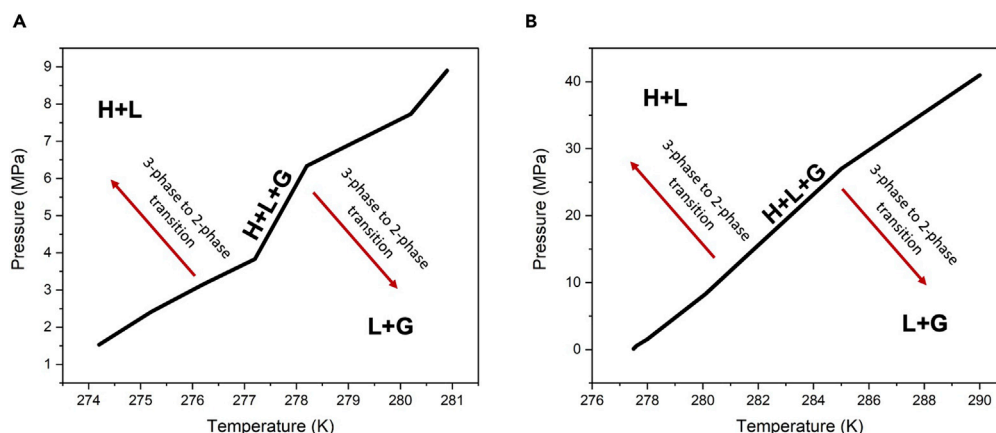 A
Pressure (MPa)
9
8
7
6
5
4
3
2
1
H+L
3-phase to 2-phase
transition
H+L+G
3-phase to 2-phase
transition
L+G
274 275 276 277 278 279 280 281
Temperature (K)
B
Pressure (MPa)
40
30
20
10
0
H+L
3-phase to 2-phase
transition
H+L+G
3-phase to 2-phase
transition
L+G
276 278 280 282 284 286 288 290
Temperature (K)